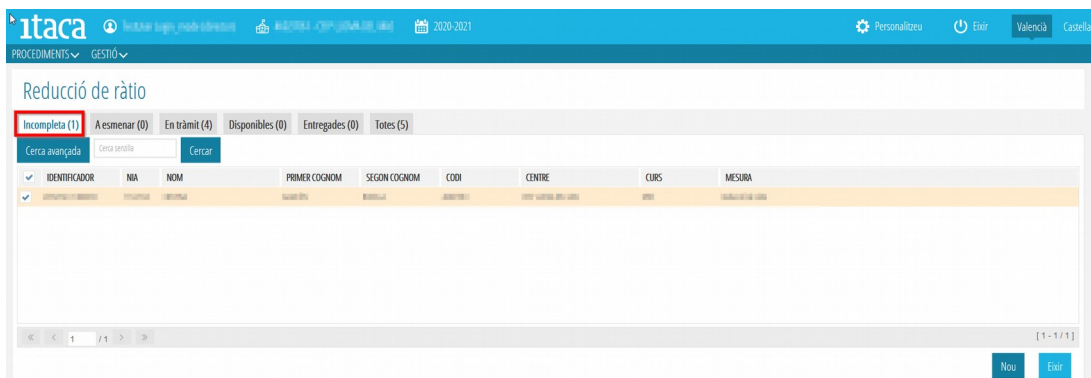 ıtaca 2020-2021 Personalitzeu Eixir Valencià Castella
PROCEDIMENTS GESTIÓ
Reducció de ràtio
Incompleta (1) A esmenar (0) En tràmit (4) Disponibles (0) Entregades (0) Totes (5)
Cerca avançada Cerca senzilla Cercar
IDENTIFICADOR NIA NOM PRIMER COGNOM SEGON COGNOM CODI CENTRE CURS MESURA
« < 1 / 1 > » [ 1 - 1 / 1 ]
Nou Eixir